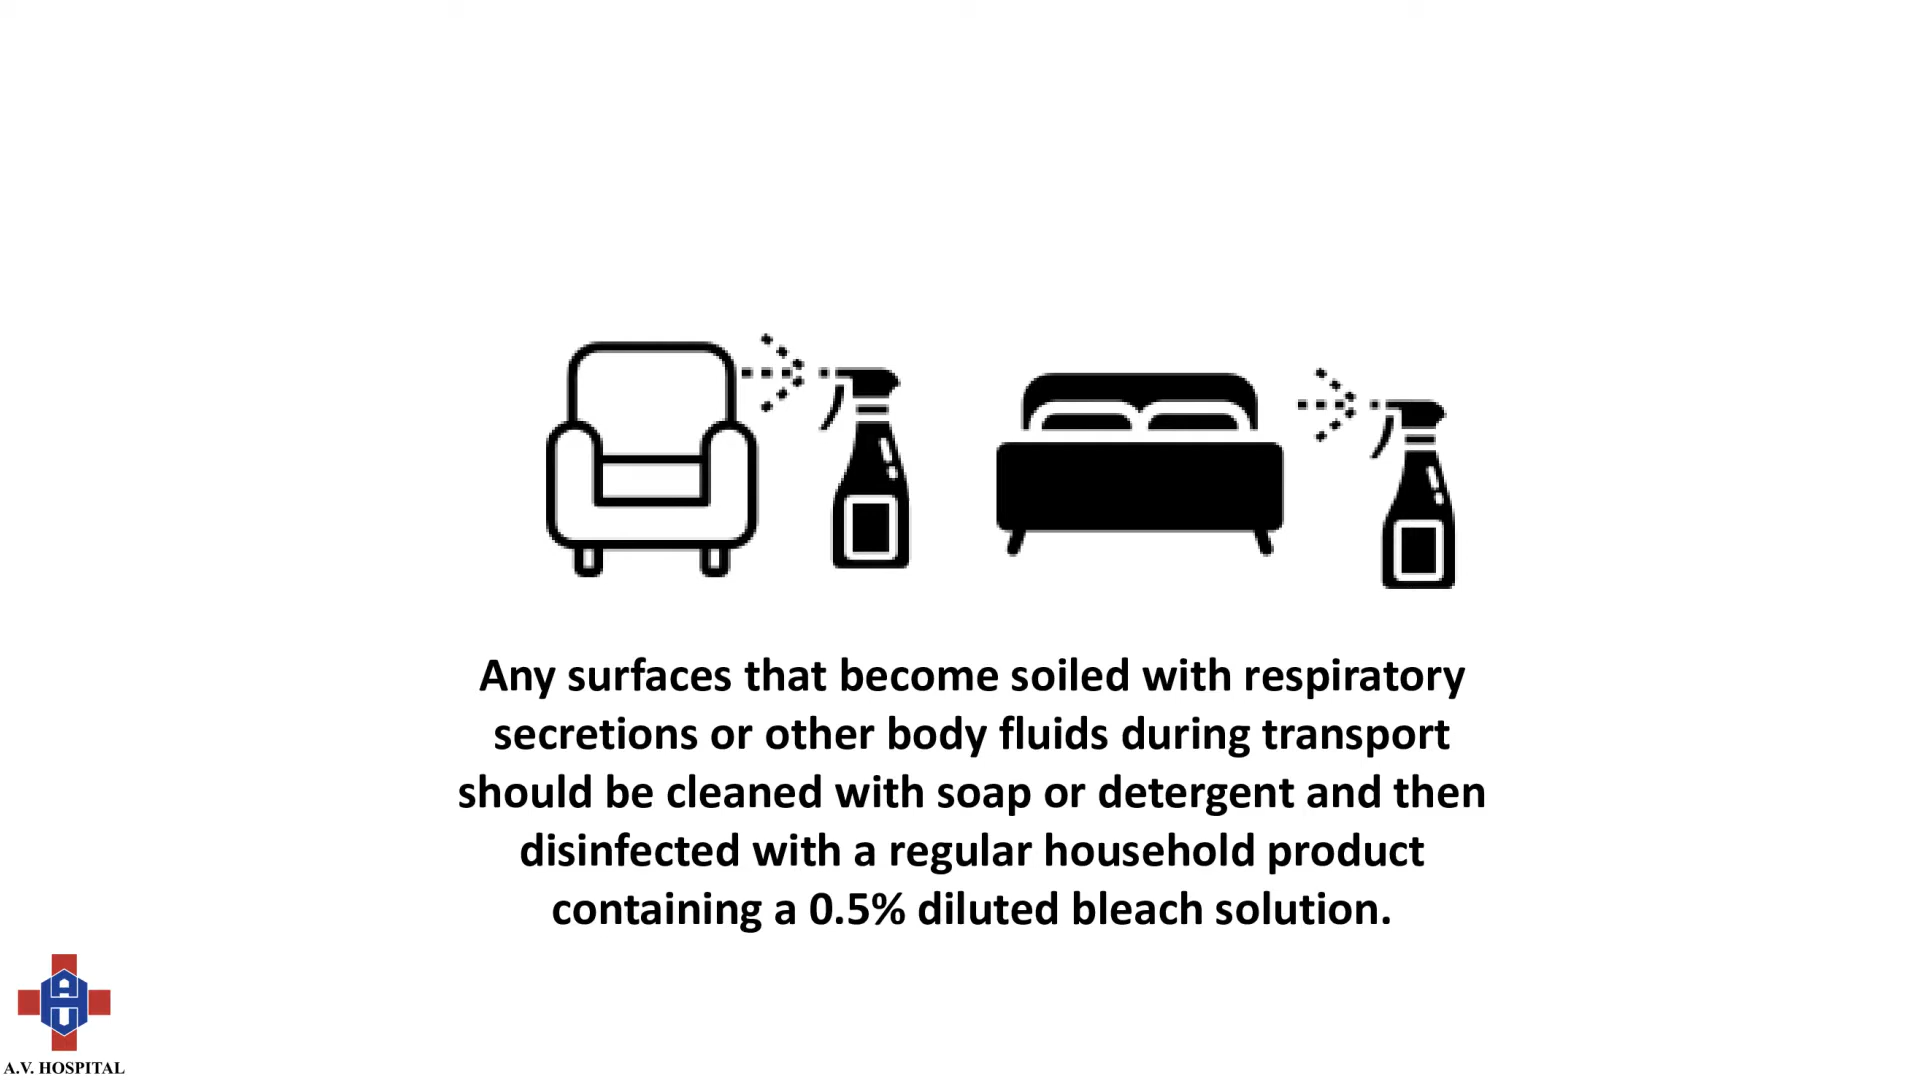 Any surfaces that become soiled with respiratory
secretions or other body fluids during transport
should be cleaned with soap or detergent and then
disinfected with a regular household product
containing a 0.5% diluted bleach solution.
A.V. HOSPITAL